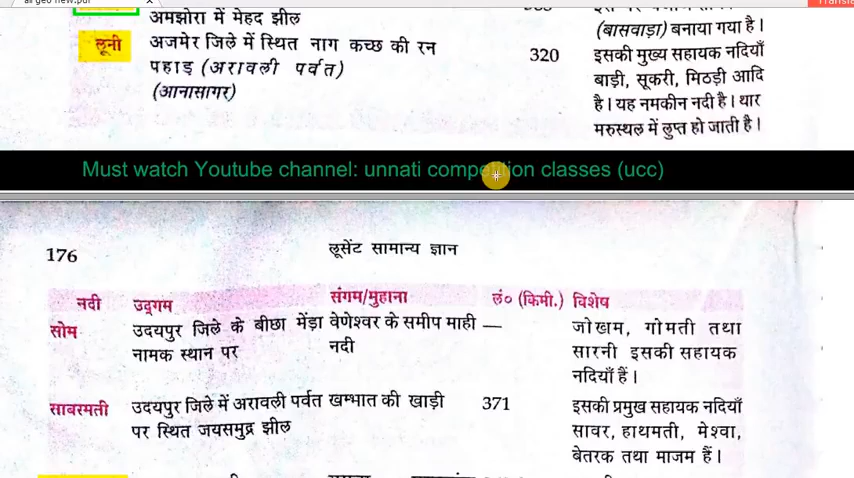 all geo new.pdf
Transla
अमझोरा में मेहद झील
(बासवाड़ा) बनाया गया है।
लूनी अजमेर जिले में स्थित नाग कच्छ की रन 320 इसकी मुख्य सहायक नदियाँ
पहाड़ (अरावली पर्वत) बाड़ी, सूकरी, मिठड़ी आदि
(आनासागर) है। यह नमकीन नदी है। थार
मरुस्थल में लुप्त हो जाती है।
Must watch Youtube channel: unnati competition classes (ucc)
176 लूसेंट सामान्य ज्ञान
नदी उद्गम संगम/मुहाना लं० (किमी.) विशेष
सोम उदयपुर जिले के बीछा मेंड़ा वेणेश्वर के समीप माही — जोखम, गोमती तथा
नामक स्थान पर नदी सारनी इसकी सहायक
नदियाँ हैं।
साबरमती उदयपुर जिले में अरावली पर्वत खम्भात की खाड़ी 371 इसकी प्रमुख सहायक नदियाँ
पर स्थित जयसमुद्र झील सावर, हाथमती, मेश्वा,
बेतरक तथा माजम हैं।